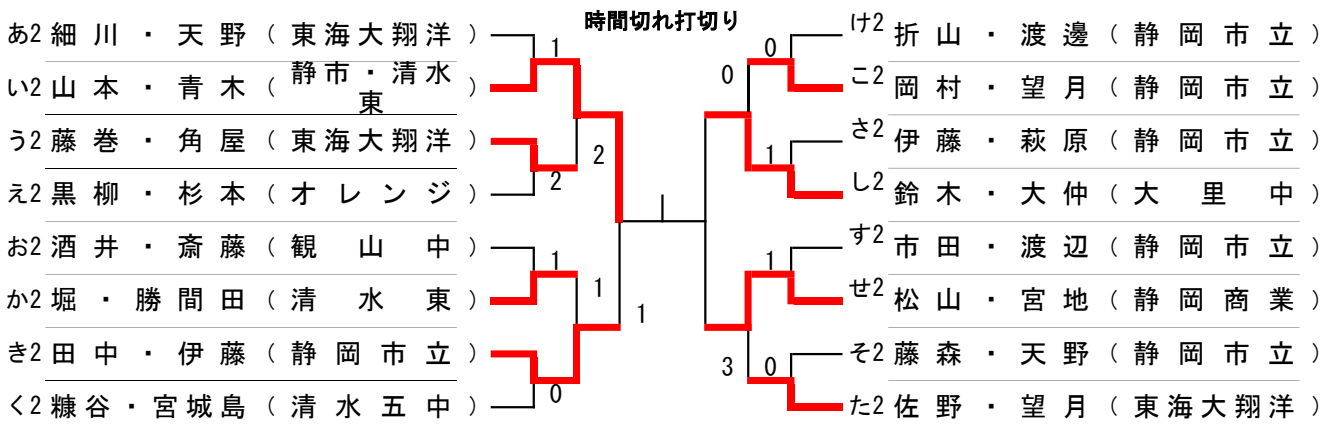 時間切れ打切り
あ2 細川・天野（東海大翔洋）
い2 山本・青木（静市・清水東）
う2 藤巻・角屋（東海大翔洋）
え2 黒柳・杉本（オレンジ）
お2 酒井・斎藤（観山中）
か2 堀・勝間田（清水東）
き2 田中・伊藤（静岡市立）
く2 糠谷・宮城島（清水五中）
1
2
2
1
1
0
1
け2 折山・渡邊（静岡市立）
こ2 岡村・望月（静岡市立）
さ2 伊藤・萩原（静岡市立）
し2 鈴木・大仲（大里中）
す2 市田・渡辺（静岡市立）
せ2 松山・宮地（静岡商業）
そ2 藤森・天野（静岡市立）
た2 佐野・望月（東海大翔洋）
0
0
1
1
3
0